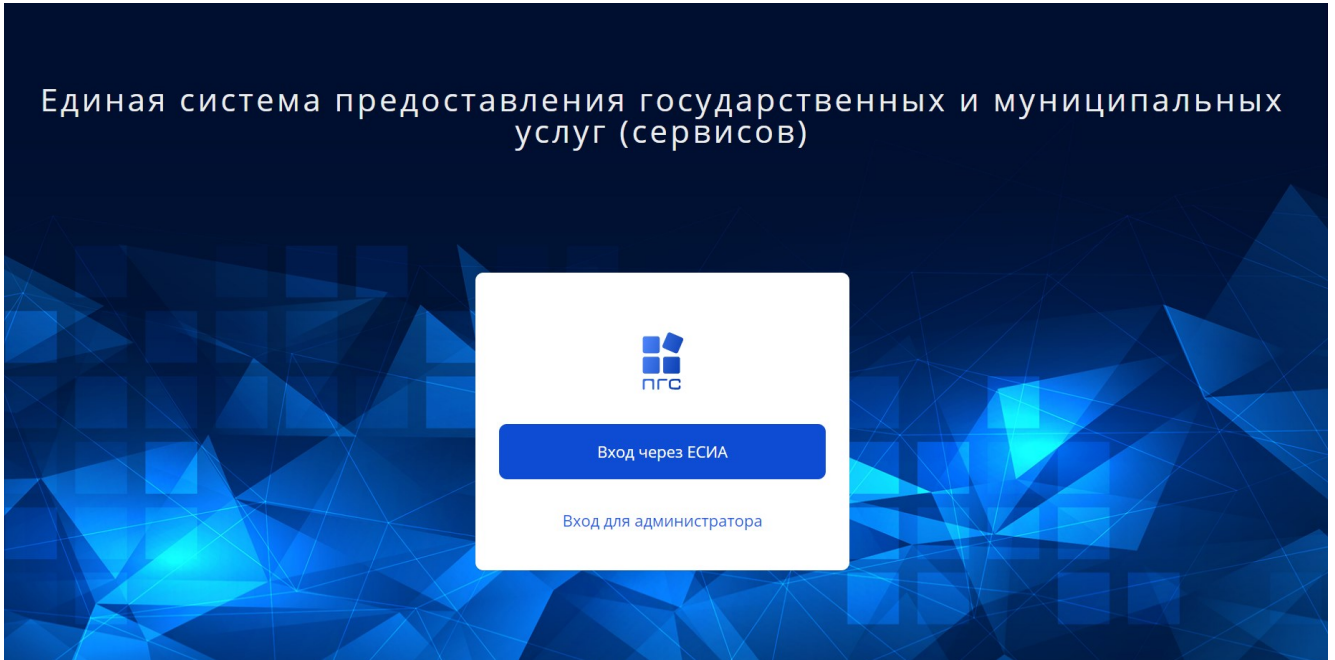 Единая система предоставления государственных и муниципальных
услуг (сервисов)
пгс
Вход через ЕСИА
Вход для администратора